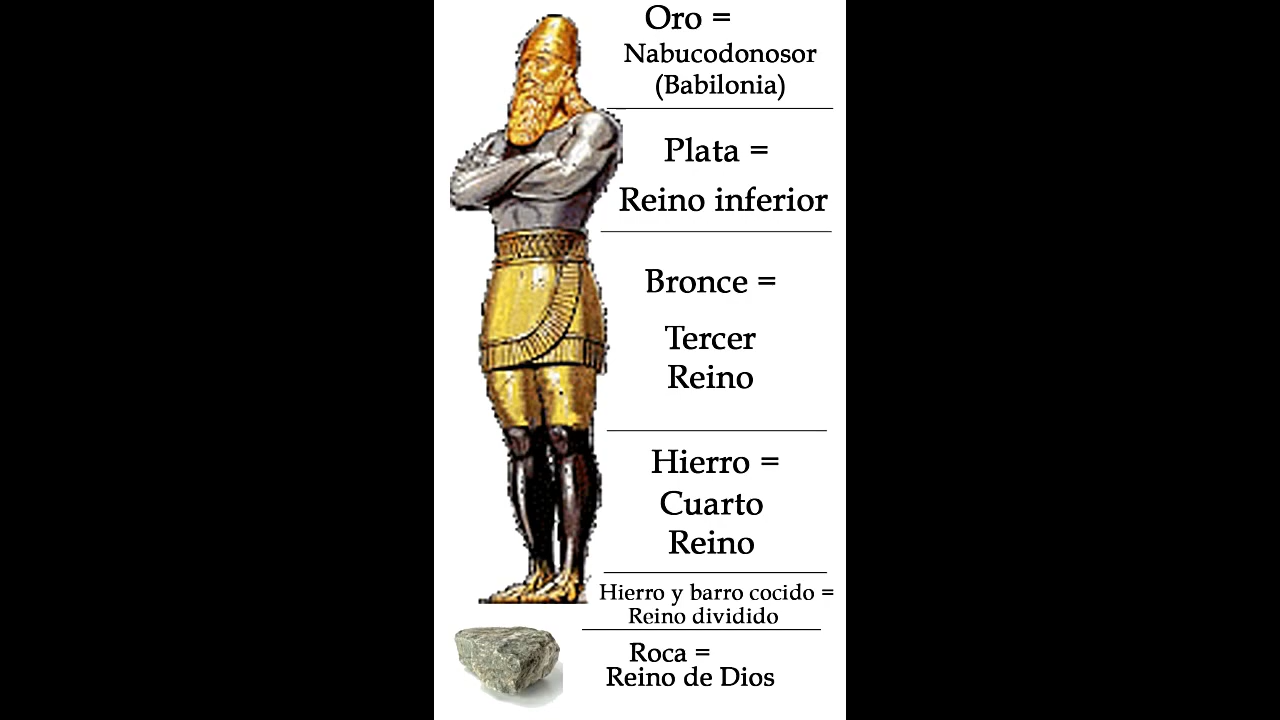 Oro =
Nabucodonosor
(Babilonia)
Plata =
Reino inferior
Bronce =
Tercer
Reino
Hierro =
Cuarto
Reino
Hierro y barro cocido =
Reino dividido
Roca =
Reino de Dios